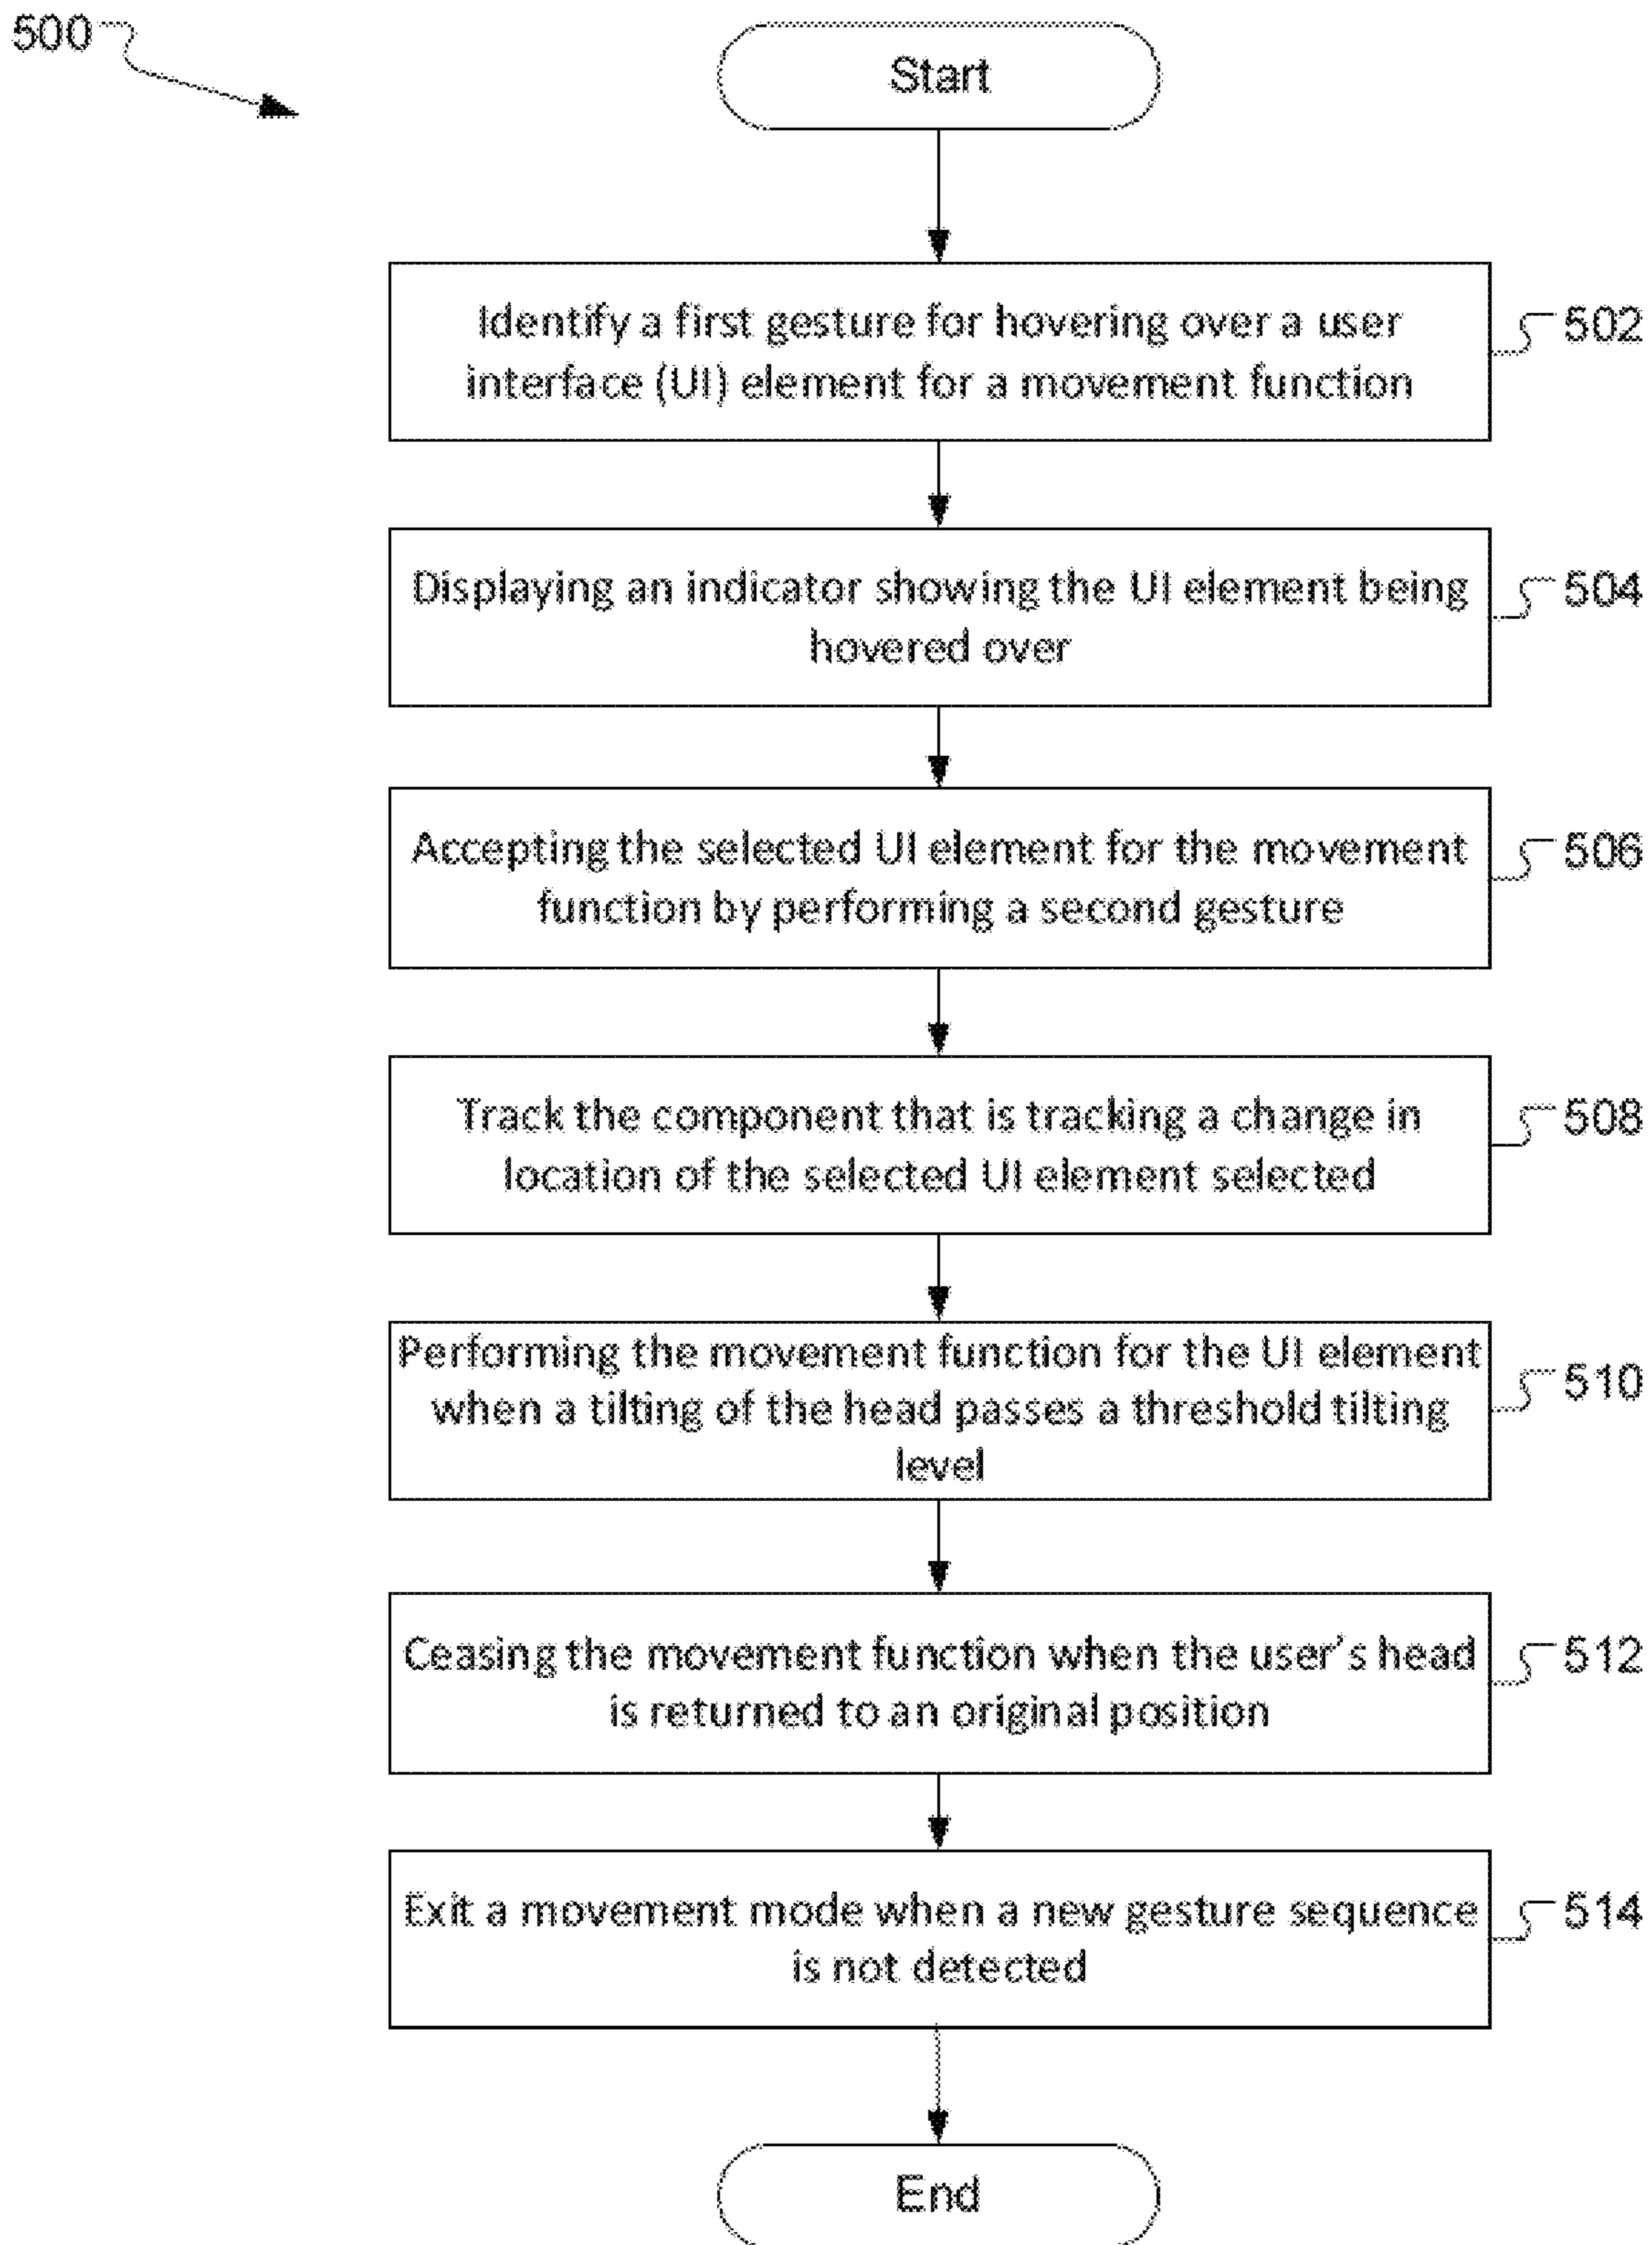 500
Start
Identify a first gesture for hovering over a user
interface (UI) element for a movement function
502
Displaying an indicator showing the UI element being
hovered over
504
Accepting the selected UI element for the movement
function by performing a second gesture
506
Track the component that is tracking a change in
location of the selected UI element selected
508
Performing the movement function for the UI element
when a tilting of the head passes a threshold tilting
level
510
Ceasing the movement function when the user's head
is returned to an original position
512
Exit a movement mode when a new gesture sequence
is not detected
514
End